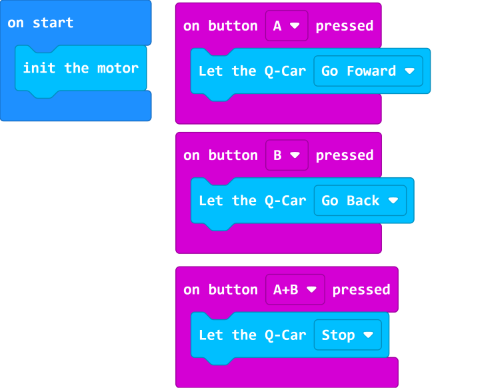 on start
init the motor
on button A pressed
Let the Q-Car Go Foward
on button B pressed
Let the Q-Car Go Back
on button A+B pressed
Let the Q-Car Stop